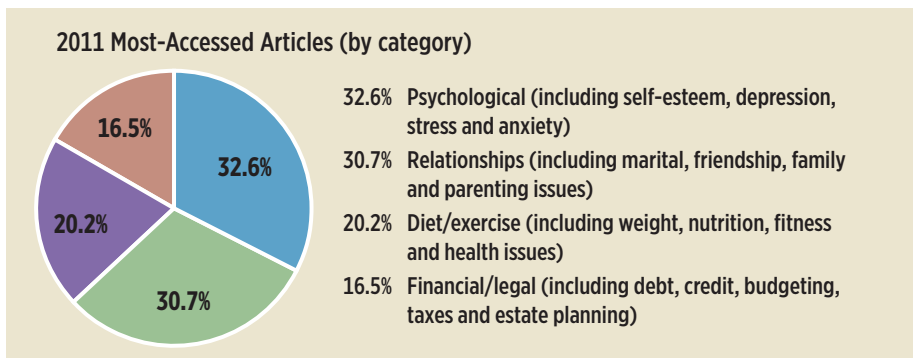 2011 Most-Accessed Articles (by category)
16.5%
32.6%
20.2%
30.7%
32.6% Psychological (including self-esteem, depression,
stress and anxiety)
30.7% Relationships (including marital, friendship, family
and parenting issues)
20.2% Diet/exercise (including weight, nutrition, fitness
and health issues)
16.5% Financial/legal (including debt, credit, budgeting,
taxes and estate planning)